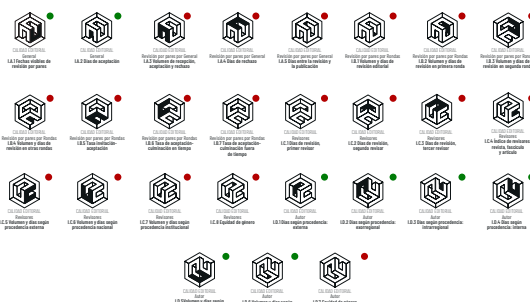 CALIDAD EDITORIAL
General
I.A.1 Fechas visibles de
revisión por pares
CALIDAD EDITORIAL
General
I.A.2 Días de aceptación
CALIDAD EDITORIAL
Revisión por pares por General
I.A.3 Volumen de recepción,
aceptación y rechazo
CALIDAD EDITORIAL
Revisión por pares por General
I.A.4 Días de rechazo
CALIDAD EDITORIAL
Revisión por pares por General
I.A.5 Días entre la revisión y
la publicación
CALIDAD EDITORIAL
Revisión por pares por Rondas
I.B.1 Volumen y días de
revisión editorial
CALIDAD EDITORIAL
Revisión por pares por Rondas
I.B.2 Volumen y días de
revisión en primera ronda
CALIDAD EDITORIAL
Revisión por pares por Rondas
I.B.3 Volumen y días de
revisión en segunda ronda
CALIDAD EDITORIAL
Revisión por pares por Rondas
I.B.4 Volumen y días de
revisión en otras rondas
CALIDAD EDITORIAL
Revisión por pares por Rondas
I.B.5 Tasa invitación-
aceptación
CALIDAD EDITORIAL
Revisión por pares por Rondas
I.B.6 Tasa de aceptación-
culminación en tiempo
CALIDAD EDITORIAL
Revisión por pares por Rondas
I.B.7 Tasa de aceptación-
culminación fuera
de tiempo
CALIDAD EDITORIAL
Revisores
I.C.1 Días de revisión,
primer revisor
CALIDAD EDITORIAL
Revisores
I.C.2 Días de revisión,
segundo revisor
CALIDAD EDITORIAL
Revisores
I.C.3 Días de revisión,
tercer revisor
CALIDAD EDITORIAL
Revisores
I.C.4 Índice de revisores:
revista, fascículo
y artículo
CALIDAD EDITORIAL
Revisores
I.C.5 Volumen y días según
procedencia externa
CALIDAD EDITORIAL
Revisores
I.C.6 Volumen y días según
procedencia nacional
CALIDAD EDITORIAL
Revisores
I.C.7 Volumen y días según
procedencia institucional
CALIDAD EDITORIAL
Revisores
I.C.8 Equidad de género
CALIDAD EDITORIAL
Autor
I.D.1 Días según procedencia:
externa
CALIDAD EDITORIAL
Autor
I.D.2 Días según procedencia:
CALIDAD EDITORIAL
Autor
I.D.3 Días según procedencia:
intrarregional
CALIDAD EDITORIAL
Autor
I.D.4 Días según
procedencia: interna
CALIDAD EDITORIAL
Autor
CALIDAD EDITORIAL
Autor
CALIDAD EDITORIAL
Autor